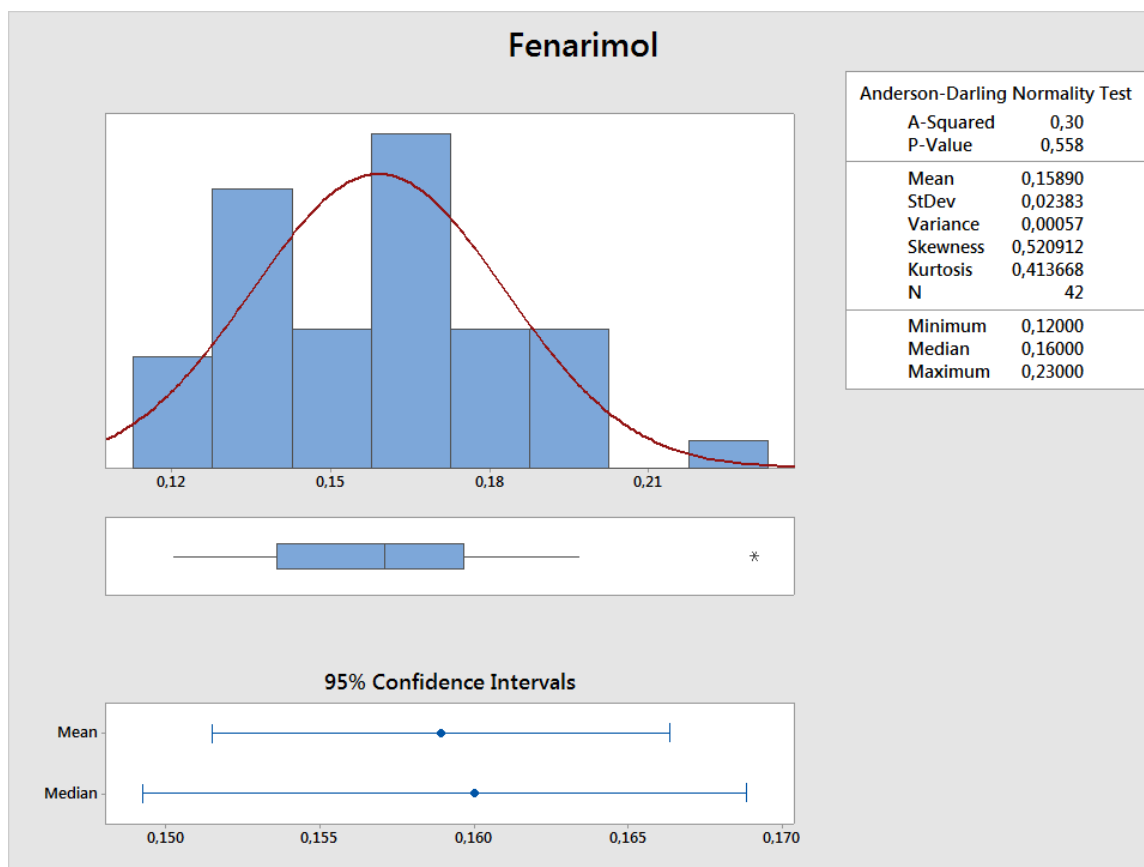 Fenarimol
Anderson-Darling Normality Test
A-Squared 0,30
P-Value 0,558
Mean 0,15890
StDev 0,02383
Variance 0,00057
Skewness 0,520912
Kurtosis 0,413668
N 42
Minimum 0,12000
Median 0,16000
Maximum 0,23000
0,12 0,15 0,18 0,21
*
95% Confidence Intervals
Mean
Median
0,150 0,155 0,160 0,165 0,170